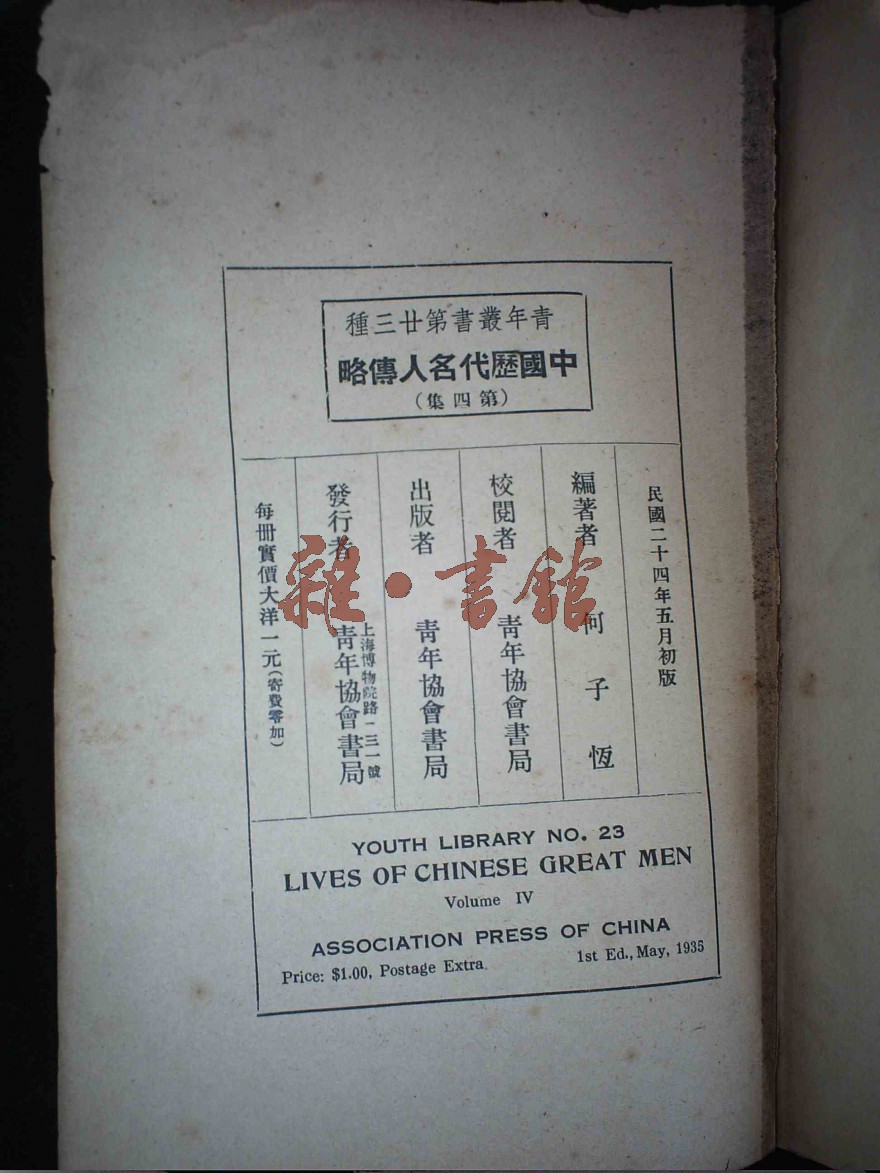 青年叢書第廿三種
中國歷代名人傳略
(第四集)
民國二十四年五月初版
編著者 何子恆
校閱者 青年協會書局
出版者 青年協會書局
發行者 上海博物院路一三一號 青年協會書局
每冊實價大洋一元(寄費零加)
雜·書館
YOUTH LIBRARY NO. 23
LIVES OF CHINESE GREAT MEN
Volume IV
ASSOCIATION PRESS OF CHINA
Price: $1.00, Postage Extra
1st Ed., May, 1935